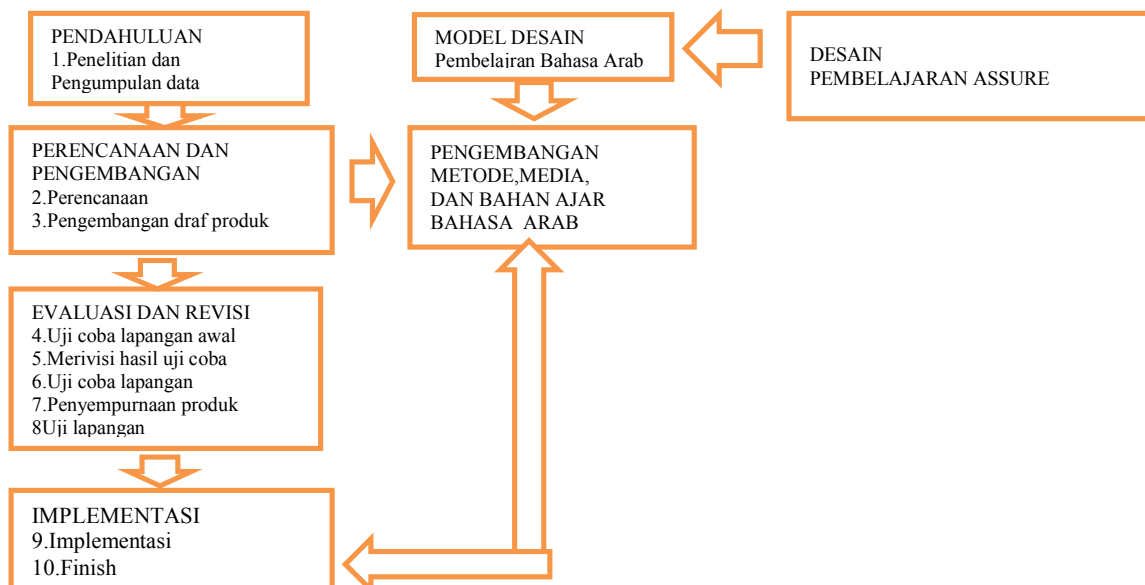 PENDAHULUAN
1.Penelitian dan
Pengumpulan data
MODEL DESAIN
Pembelairan Bahasa Arab
DESAIN
PEMBELAJARAN ASSURE
PERENCANAAN DAN
PENGEMBANGAN
2.Perencanaan
3.Pengembangan draf produk
PENGEMBANGAN
METODE,MEDIA,
DAN BAHAN AJAR
BAHASA ARAB
EVALUASI DAN REVISI
4.Uji coba lapangan awal
5.Merivisi hasil uji coba
6.Uji coba lapangan
7.Penyempurnaan produk
8Uji lapangan
IMPLEMENTASI
9.Implementasi
10.Finish